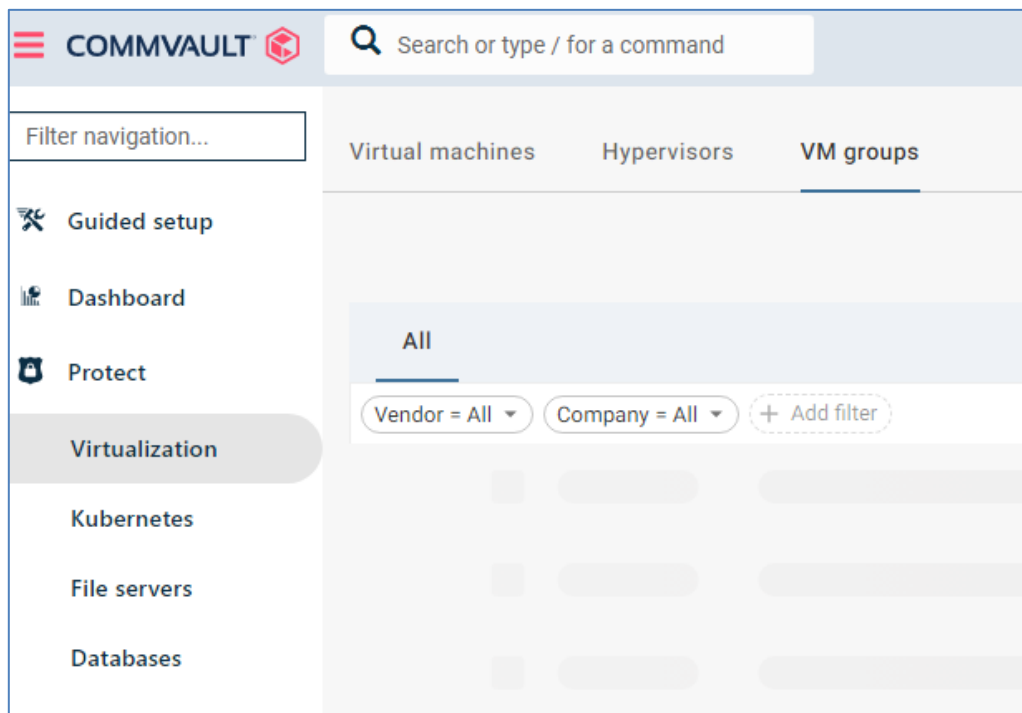 COMMVAULT
Search or type / for a command
Filter navigation...
Virtual machines
Hypervisors
VM groups
Guided setup
Dashboard
Protect
Virtualization
Kubernetes
File servers
Databases
All
Vendor = All
Company = All
+ Add filter